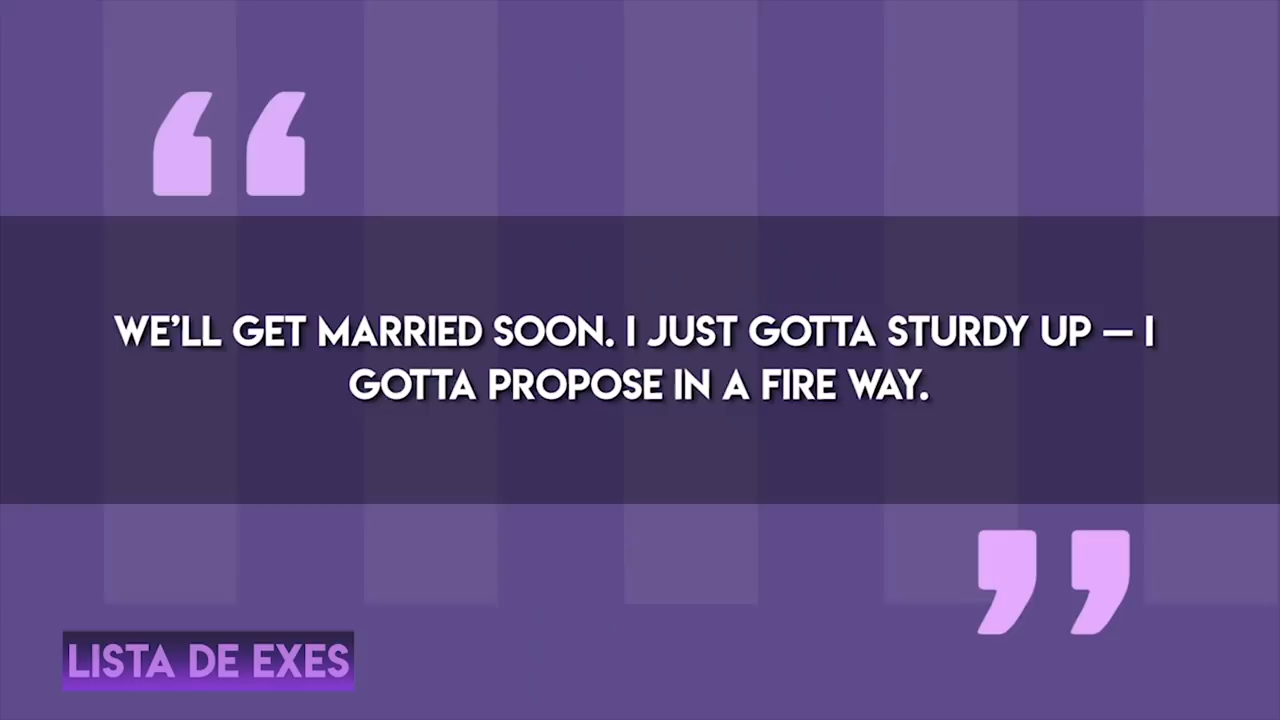 WE’LL GET MARRIED SOON. I JUST GOTTA STURDY UP – I
GOTTA PROPOSE IN A FIRE WAY.
LISTA DE EXES